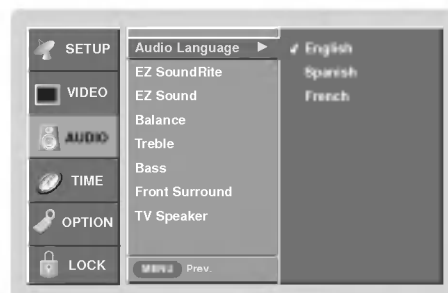 SETUP
VIDEO
AUDIO
TIME
OPTION
LOCK
Audio Language
EZ SoundRite
EZ Sound
Balance
Treble
Bass
Front Surround
TV Speaker
MENU Prev.
English
Spanish
French